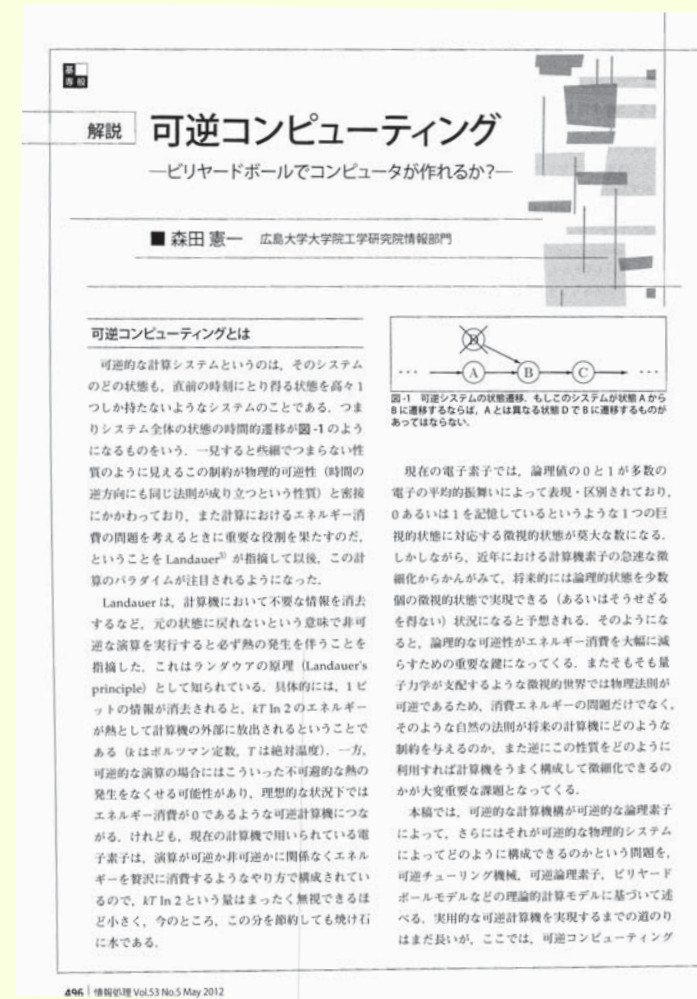 基
専 般
解説
可逆コンピューティング
―ビリヤードボールでコンピュータが作れるか?―
■ 森田 憲一 広島大学大学院工学研究院情報部門
可逆コンピューティングとは
可逆的な計算システムというのは，そのシステム
のどの状態も，直前の時刻にとり得る状態を高々1
つしか持たないようなシステムのことである．つま
りシステム全体の状態の時間的遷移が図-1のよう
になるものをいう．一見すると些細でつまらない性
質のように見えるこの制約が物理的可逆性（時間の
逆方向にも同じ法則が成り立つという性質）と密接
にかかわっており，また計算におけるエネルギー消
費の問題を考えるときに重要な役割を果たすのだ，
ということをLandauer3) が指摘して以後，この計
算のパラダイムが注目されるようになった．
Landauerは，計算機において不要な情報を消去
するなど，元の状態に戻れないという意味で非可
逆な演算を実行すると必ず熱の発生を伴うことを
指摘した．これはランダウアの原理（Landauer's
principle）として知られている．具体的には，1ビ
ットの情報が消去されると，kT ln 2のエネルギー
が熱として計算機の外部に放出されるということで
ある（kはボルツマン定数，Tは絶対温度）．一方，
可逆的な演算の場合にはこういった不可避的な熱の
発生をなくせる可能性があり，理想的な状況下では
エネルギー消費が0であるような可逆計算機につな
がる．けれども，現在の計算機で用いられている電
子素子は，演算が可逆か非可逆かに関係なくエネル
ギーを贅沢に消費するようなやり方で構成されてい
るので，kT ln 2という量はまったく無視できるほ
ど小さく，今のところ，この分を節約しても焼け石
に水である．
D
… A B C …
図-1 可逆システムの状態遷移．もしこのシステムが状態Aから
Bに遷移するならば，Aとは異なる状態DでBに遷移するものが
あってはならない．
現在の電子素子では，論理値の0と1が多数の
電子の平均的振舞いによって表現・区別されており，
0あるいは1を記憶しているというような1つの巨
視的状態に対応する微視的状態が莫大な数になる．
しかしながら，近年における計算機素子の急速な微
細化からかんがみて，将来的には論理的状態を少数
個の微視的状態で実現できる（あるいはそうせざる
を得ない）状況になると予想される．そのようにな
ると，論理的な可逆性がエネルギー消費を大幅に減
らすための重要な鍵になってくる．またそもそも量
子力学が支配するような微視的世界では物理法則が
可逆であるため，消費エネルギーの問題だけでなく，
そのような自然の法則が将来の計算機にどのような
制約を与えるのか，また逆にこの性質をどのように
利用すれば計算機をうまく構成して微細化できるの
かが大変重要な課題となってくる．
本稿では，可逆的な計算機構が可逆的な論理素子
によって，さらにはそれが可逆的な物理的システム
によってどのように構成できるのかという問題を，
可逆チューリング機械，可逆論理素子，ビリヤード
ボールモデルなどの理論的計算モデルに基づいて述
べる．実用的な可逆計算機を実現するまでの道のり
はまだ長いが，ここでは，可逆コンピューティング
496 情報処理 Vol.53 No.5 May 2012